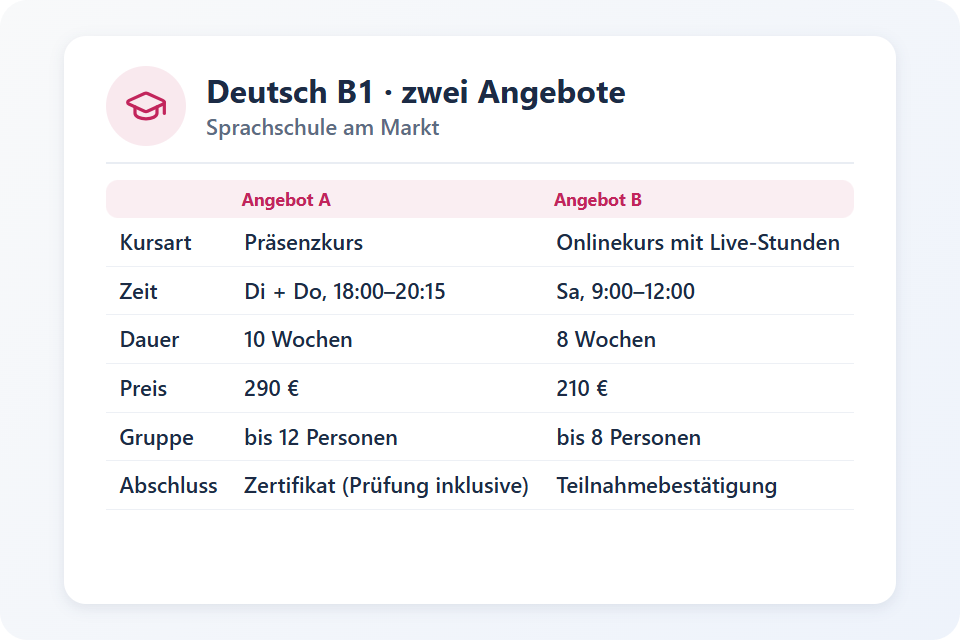 Deutsch B1 · zwei Angebote
Sprachschule am Markt
Angebot A Angebot B
Kursart Präsenzkurs Onlinekurs mit Live-Stunden
Zeit Di + Do, 18:00–20:15 Sa, 9:00–12:00
Dauer 10 Wochen 8 Wochen
Preis 290 € 210 €
Gruppe bis 12 Personen bis 8 Personen
Abschluss Zertifikat (Prüfung inklusive) Teilnahmebestätigung